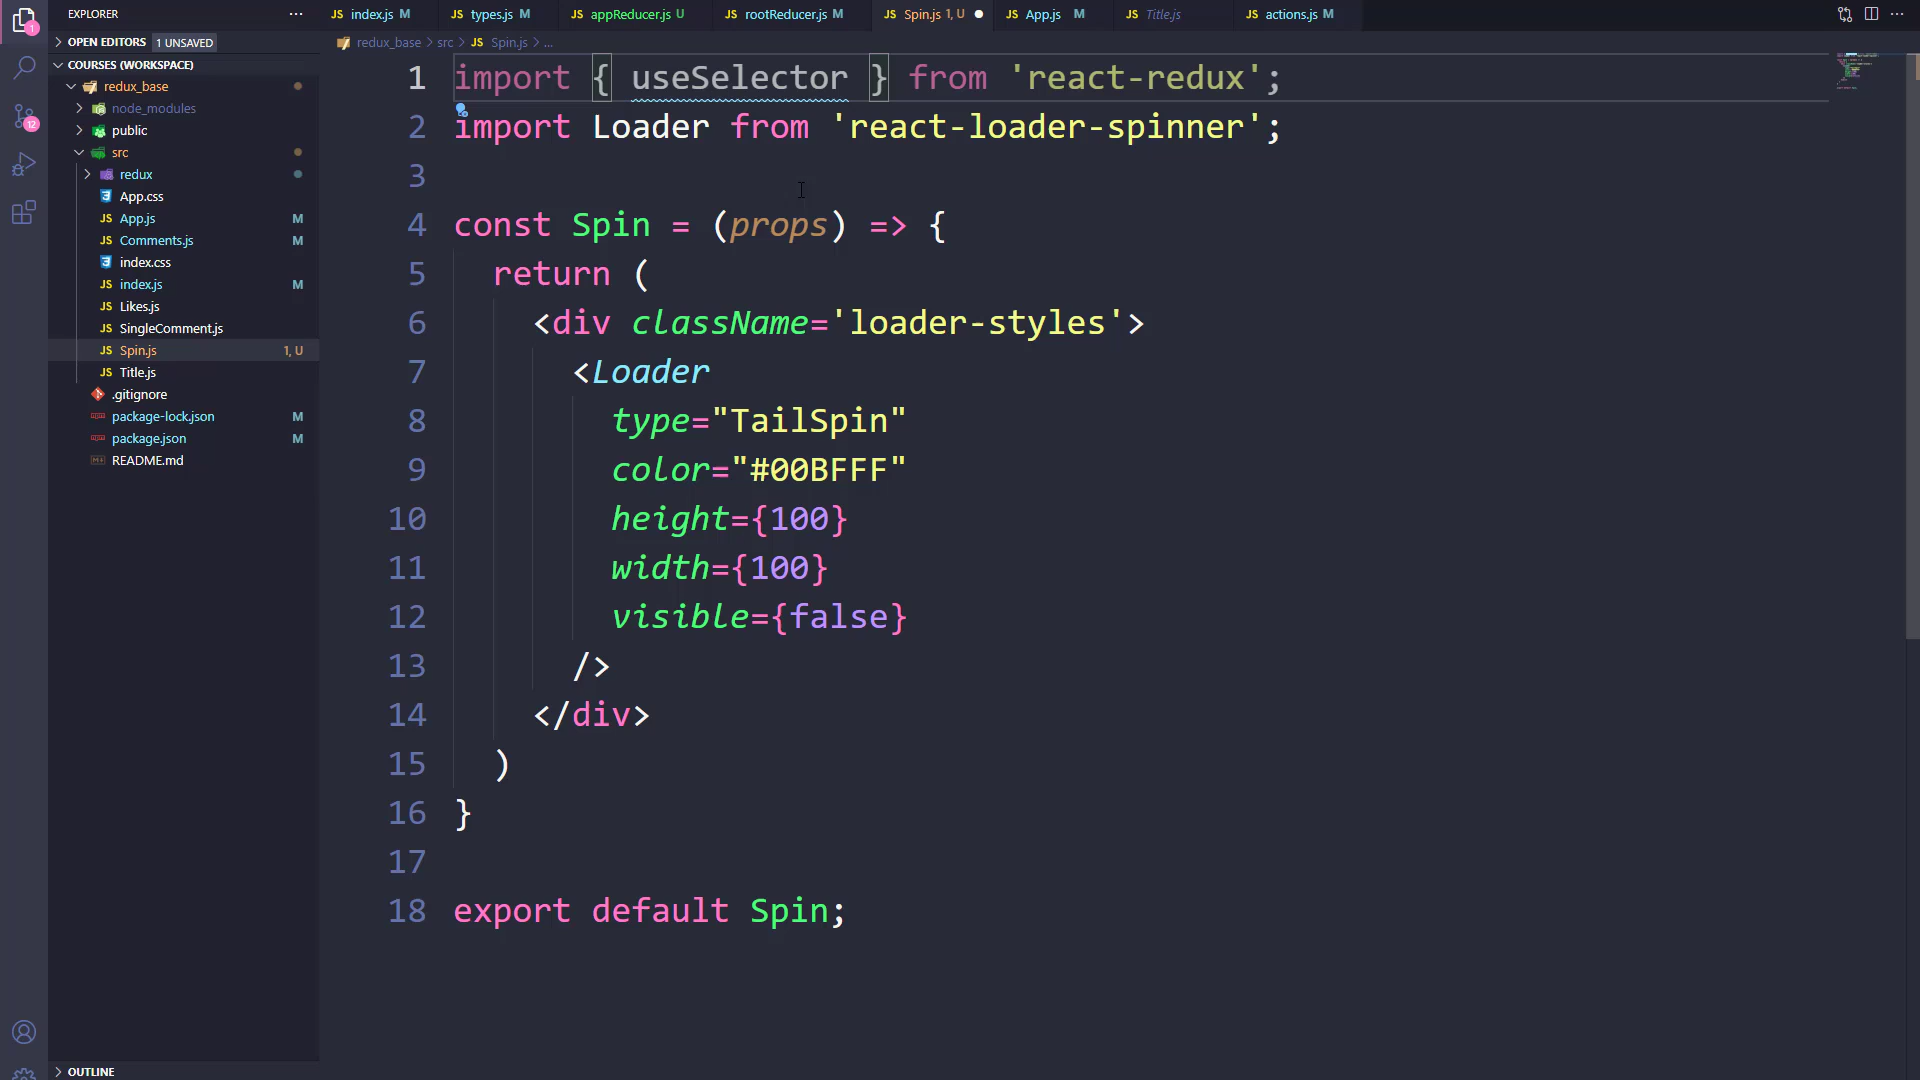 EXPLORER
index.js M
types.js M
appReducer.js U
rootReducer.js M
Spin.js 1, U
App.js M
Title.js
actions.js M
OPEN EDITORS 1 UNSAVED
redux_base > src > JS Spin.js > ...
COURSES (WORKSPACE)
redux_base
node_modules
public
src
redux
App.css
App.js M
Comments.js M
index.css
index.js M
Likes.js
SingleComment.js
Spin.js 1, U
Title.js
.gitignore
package-lock.json M
package.json M
README.md
OUTLINE
1
12
1 import { useSelector } from 'react-redux';
2 import Loader from 'react-loader-spinner';
3
4 const Spin = (props) => {
5 return (
6 <div className='loader-styles'>
7 <Loader
8 type="TailSpin"
9 color="#00BFFF"
10 height={100}
11 width={100}
12 visible={false}
13 />
14 </div>
15 )
16 }
17
18 export default Spin;